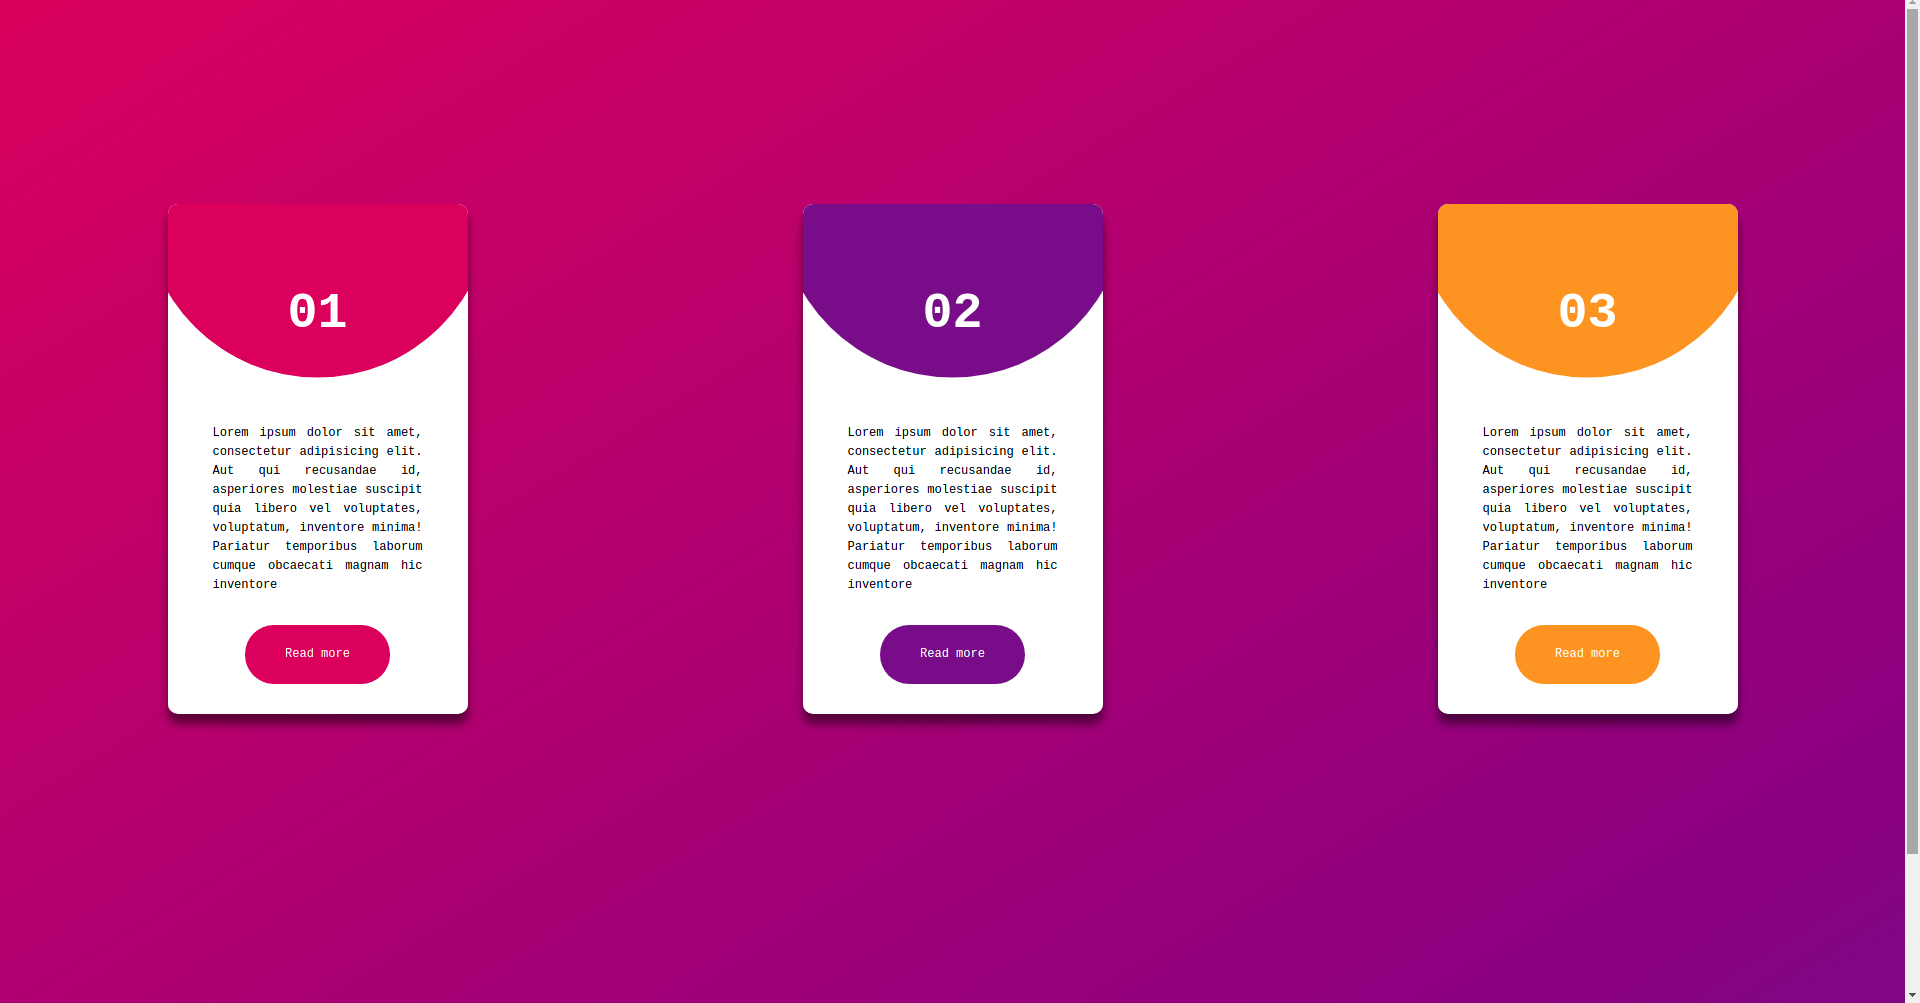 01
Lorem ipsum dolor sit amet,
consectetur adipisicing elit.
Aut qui recusandae id,
asperiores molestiae suscipit
quia libero vel voluptates,
voluptatum, inventore minima!
Pariatur temporibus laborum
cumque obcaecati magnam hic
inventore
Read more
02
Lorem ipsum dolor sit amet,
consectetur adipisicing elit.
Aut qui recusandae id,
asperiores molestiae suscipit
quia libero vel voluptates,
voluptatum, inventore minima!
Pariatur temporibus laborum
cumque obcaecati magnam hic
inventore
Read more
03
Lorem ipsum dolor sit amet,
consectetur adipisicing elit.
Aut qui recusandae id,
asperiores molestiae suscipit
quia libero vel voluptates,
voluptatum, inventore minima!
Pariatur temporibus laborum
cumque obcaecati magnam hic
inventore
Read more